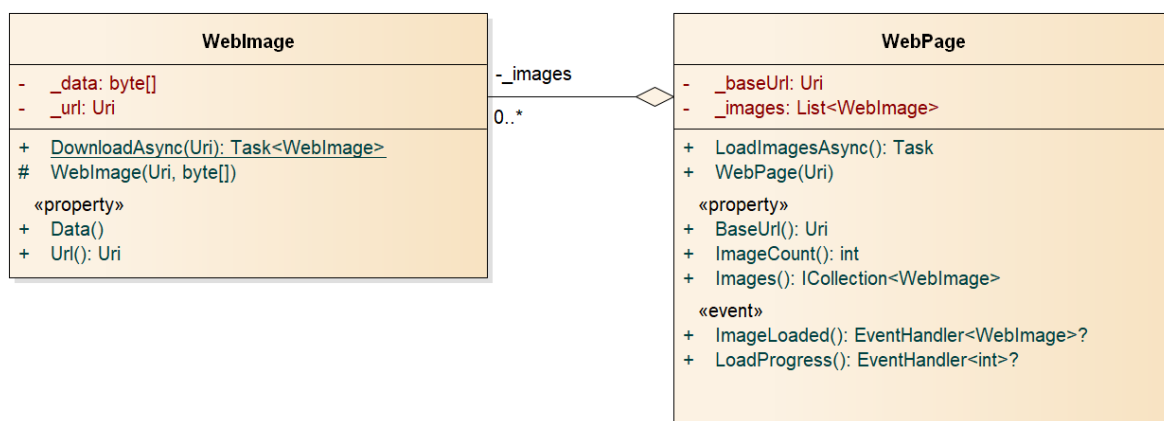 WebImage
- _data: byte[]
- _url: Uri
+ DownloadAsync(Uri): Task<WebImage>
# WebImage(Uri, byte[])
«property»
+ Data()
+ Url(): Uri
-_images
0..*
WebPage
- _baseUrl: Uri
- _images: List<WebImage>
+ LoadImagesAsync(): Task
+ WebPage(Uri)
«property»
+ BaseUrl(): Uri
+ ImageCount(): int
+ Images(): ICollection<WebImage>
«event»
+ ImageLoaded(): EventHandler<WebImage>?
+ LoadProgress(): EventHandler<int>?